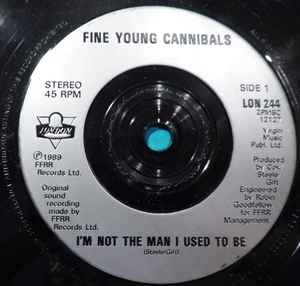 FINE YOUNG CANNIBALS
STEREO
45 RPM
SIDE 1
LON 244
LONDON
Virgin
Music
Publ. Ltd.
℗1989
FFRR
Records Ltd.
Original
sound
recording
made by
FFRR
Records Ltd.
Produced
by Cox,
Steele,
Gift
Engineered
by Robin
Goodfellow
for FFRR
Management.
I'M NOT THE MAN I USED TO BE
(Steele/Gift)